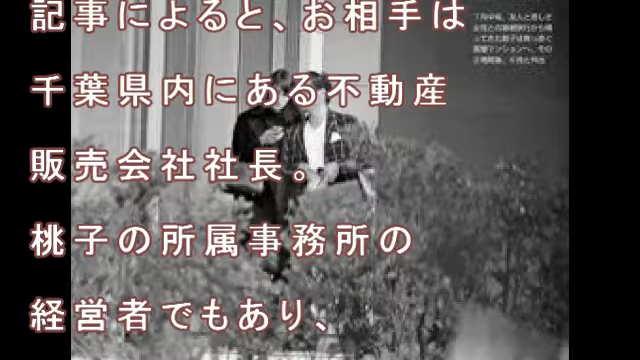 記事によると、お相手は
千葉県内にある不動産
販売会社社長。
桃子の所属事務所の
経営者でもあり、